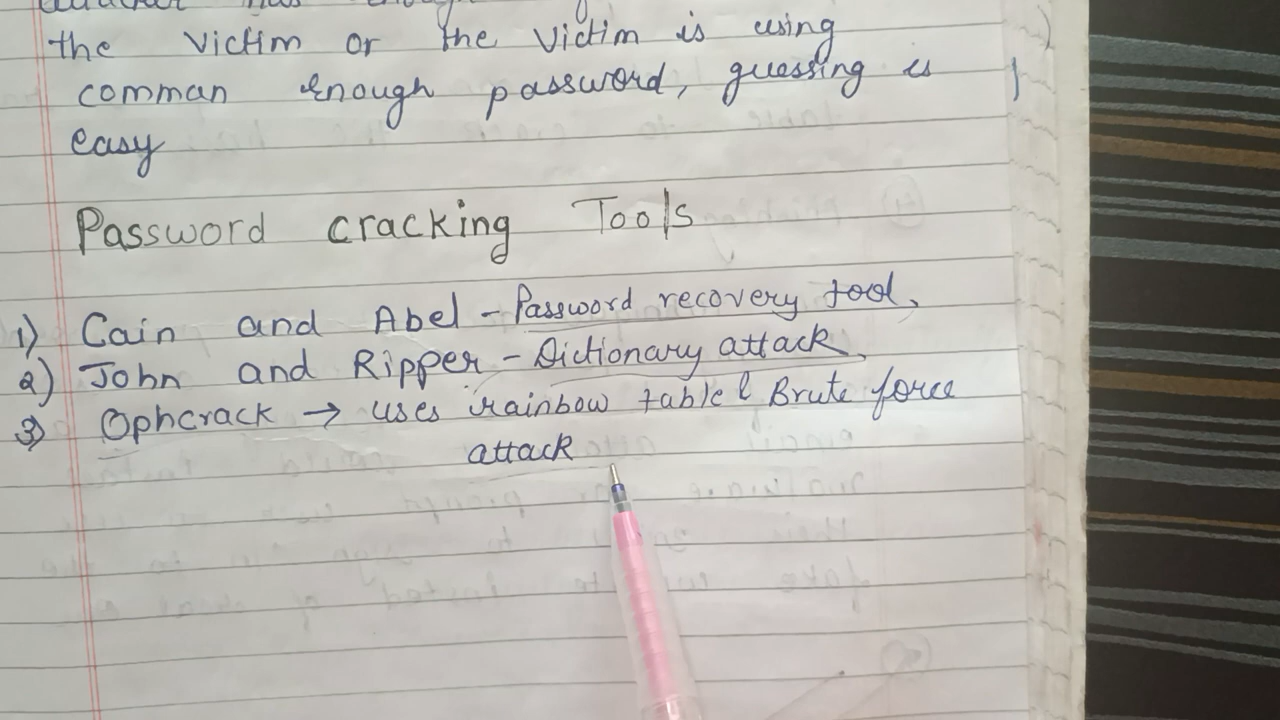 the victim or the victim is using
comman enough password, guessing is
easy
Password cracking Tools
1) Cain and Abel - Password recovery tool,
2) John and Ripper - Dictionary attack,
3) Ophcrack → uses rainbow table & Brute force
attack